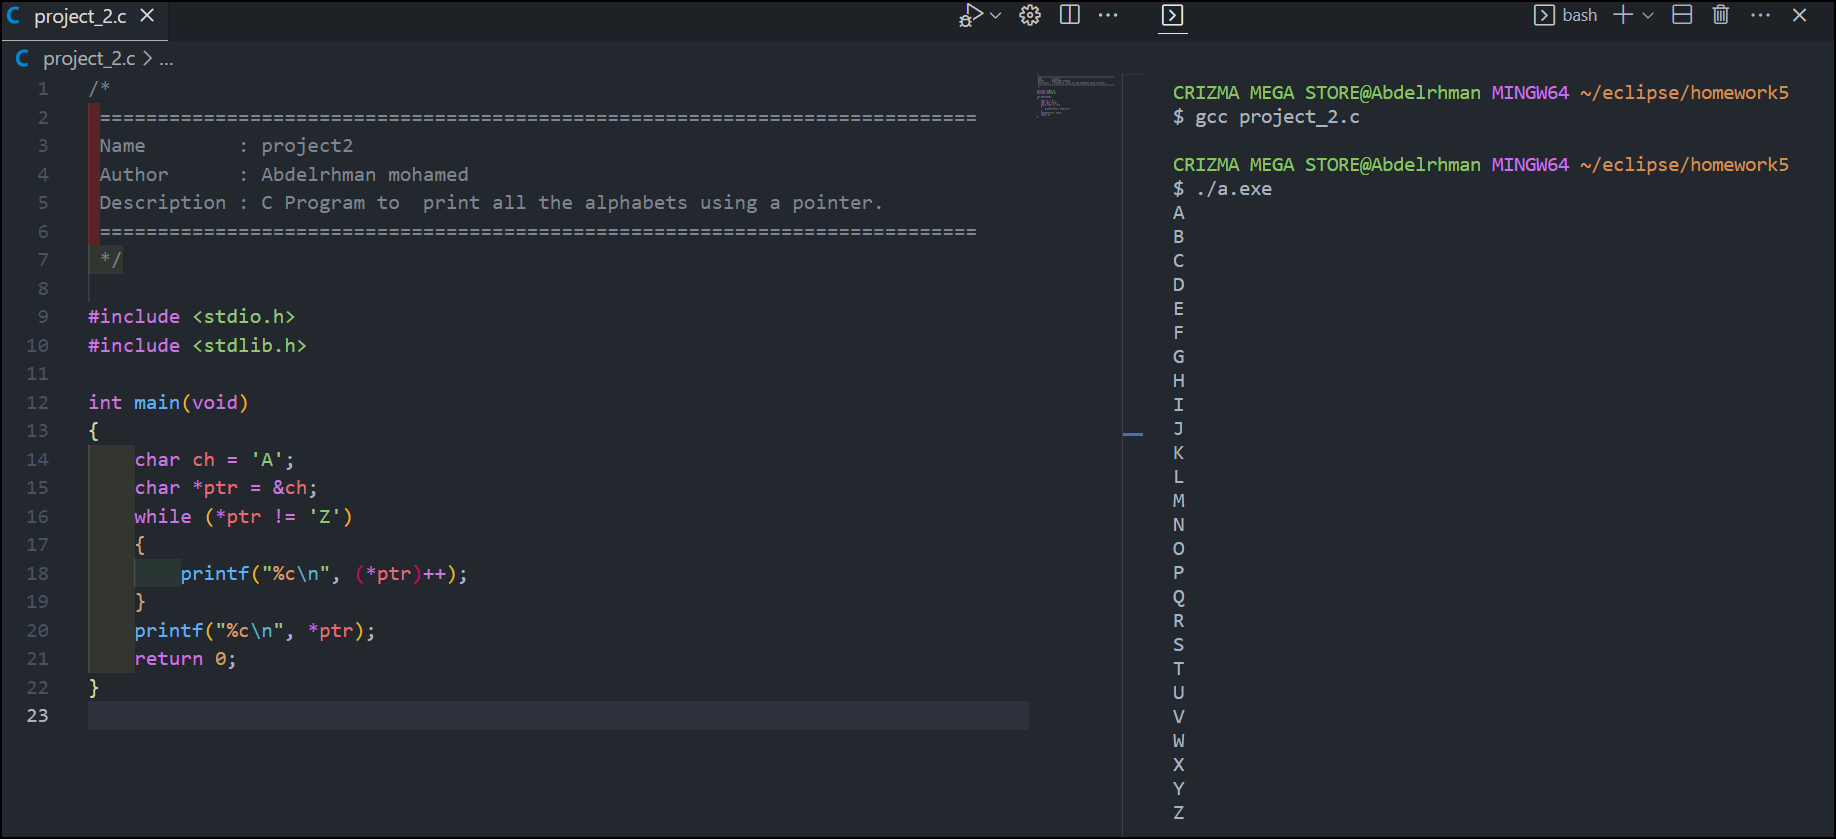 project_2.c
project_2.c > ...
1 /*
2 ============================================================================
3 Name        : project2
4 Author      : Abdelrhman mohamed
5 Description : C Program to  print all the alphabets using a pointer.
6 ============================================================================
7 */
8
9 #include <stdio.h>
10 #include <stdlib.h>
11
12 int main(void)
13 {
14     char ch = 'A';
15     char *ptr = &ch;
16     while (*ptr != 'Z')
17     {
18         printf("%c\n", (*ptr)++);
19     }
20     printf("%c\n", *ptr);
21     return 0;
22 }
23
bash
CRIZMA MEGA STORE@Abdelrhman MINGW64 ~/eclipse/homework5
$ gcc project_2.c
CRIZMA MEGA STORE@Abdelrhman MINGW64 ~/eclipse/homework5
$ ./a.exe
A
B
C
D
E
F
G
H
I
J
K
L
M
N
O
P
Q
R
S
T
U
V
W
X
Y
Z